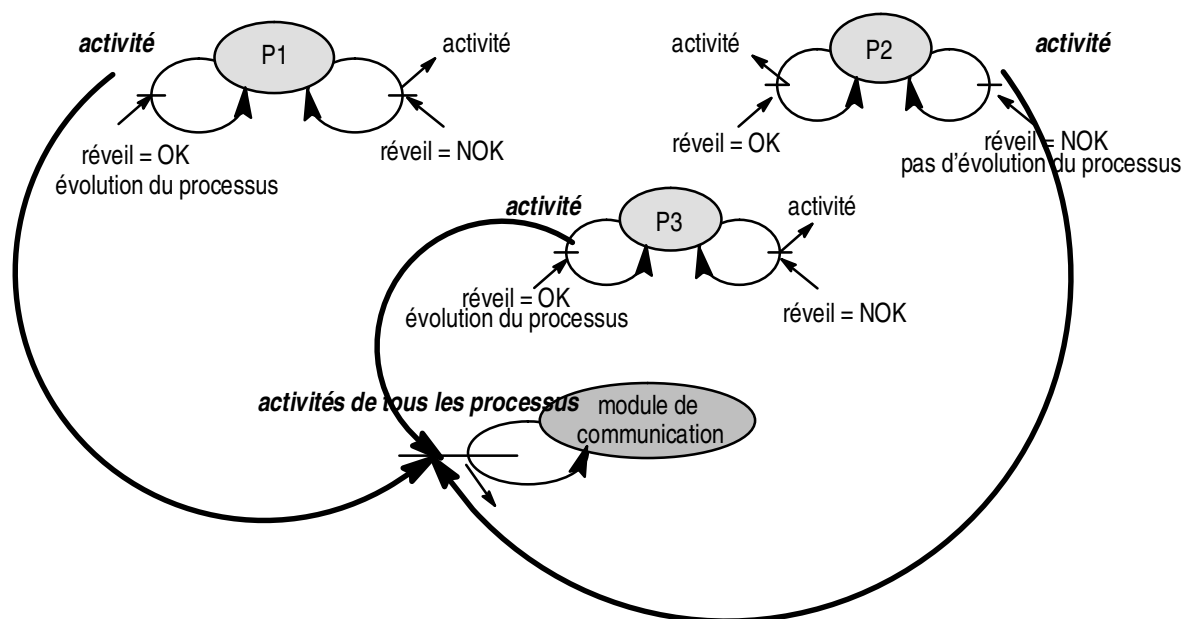 activité
P1
activité
réveil = OK
évolution du processus
réveil = NOK
activité
P2
activité
réveil = OK
réveil = NOK
pas d'évolution du processus
activité
P3
activité
réveil = OK
évolution du processus
réveil = NOK
activités de tous les processus
module de
communication